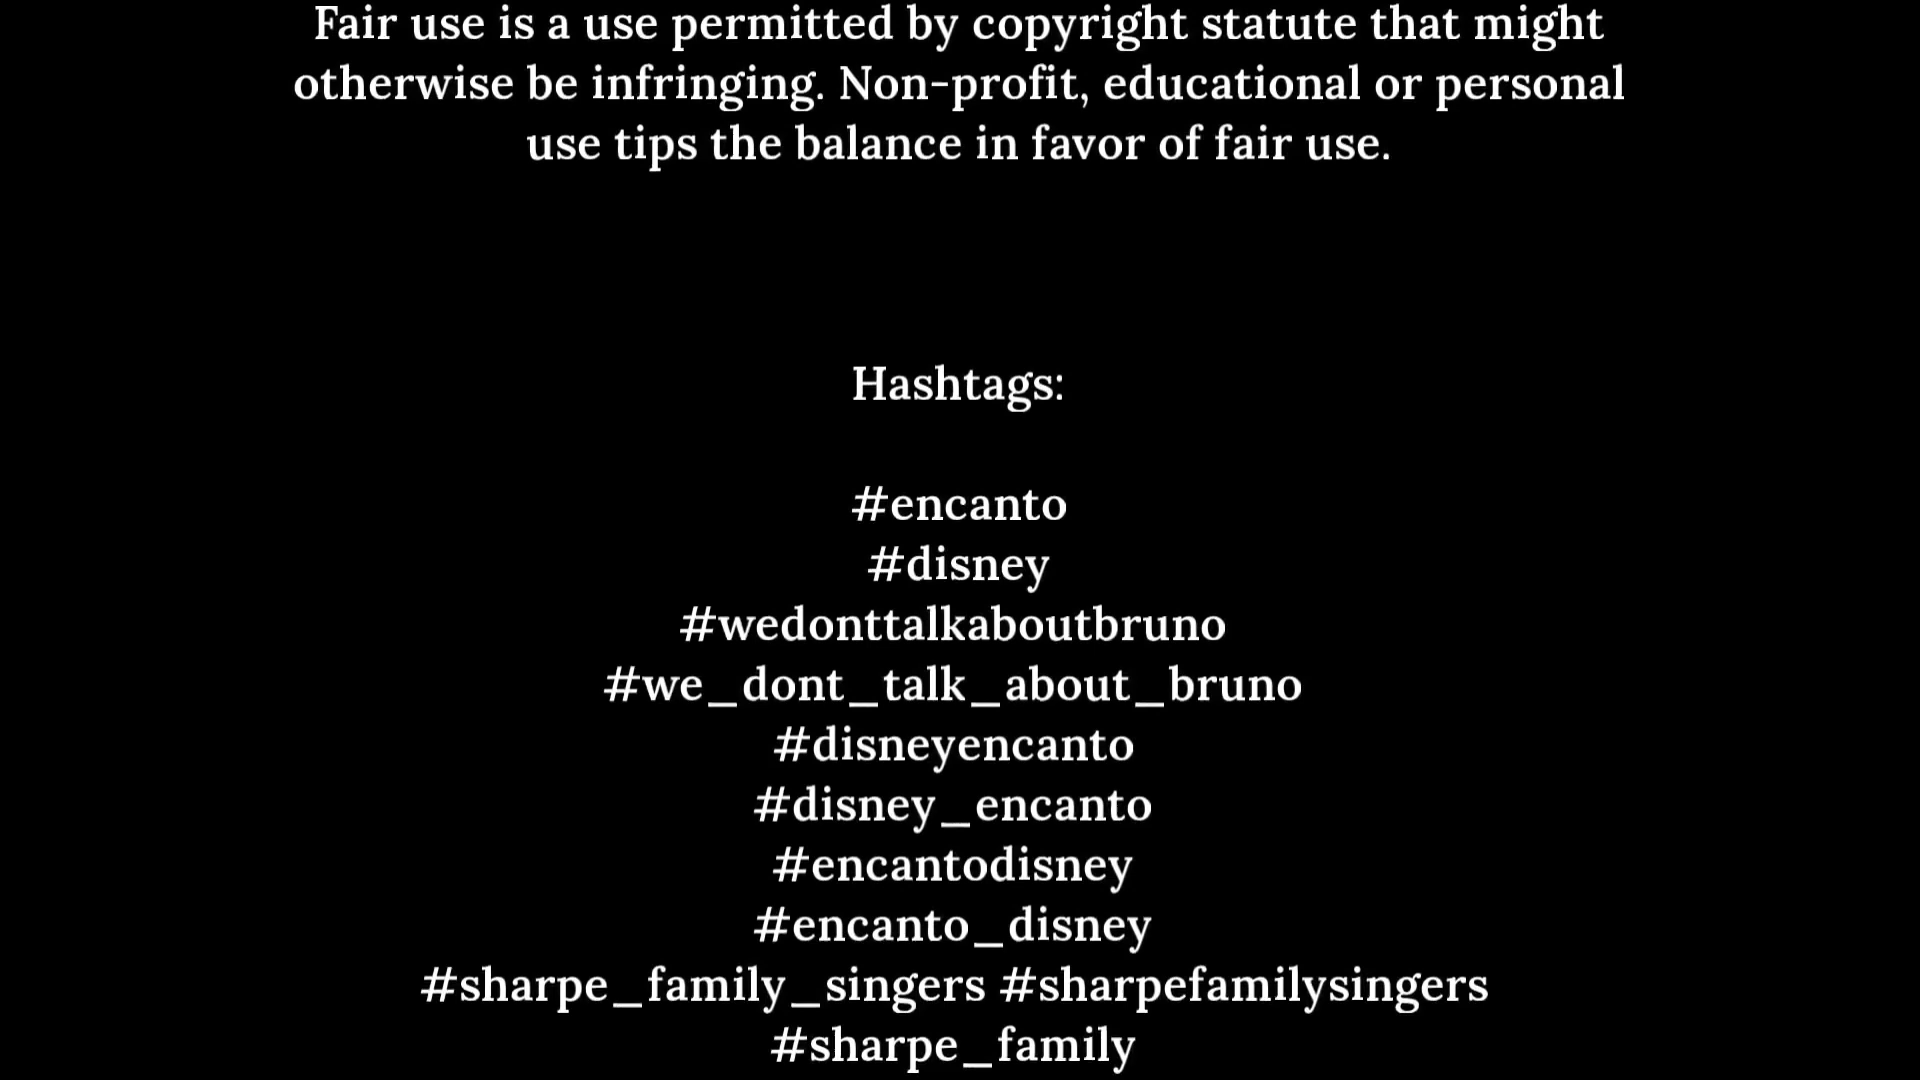 Fair use is a use permitted by copyright statute that might
otherwise be infringing. Non-profit, educational or personal
use tips the balance in favor of fair use.
Hashtags:
#encanto
#disney
#wedonttalkaboutbruno
#we_dont_talk_about_bruno
#disneyencanto
#disney_encanto
#encantodisney
#encanto_disney
#sharpe_family_singers #sharpefamilysingers
#sharpe_family